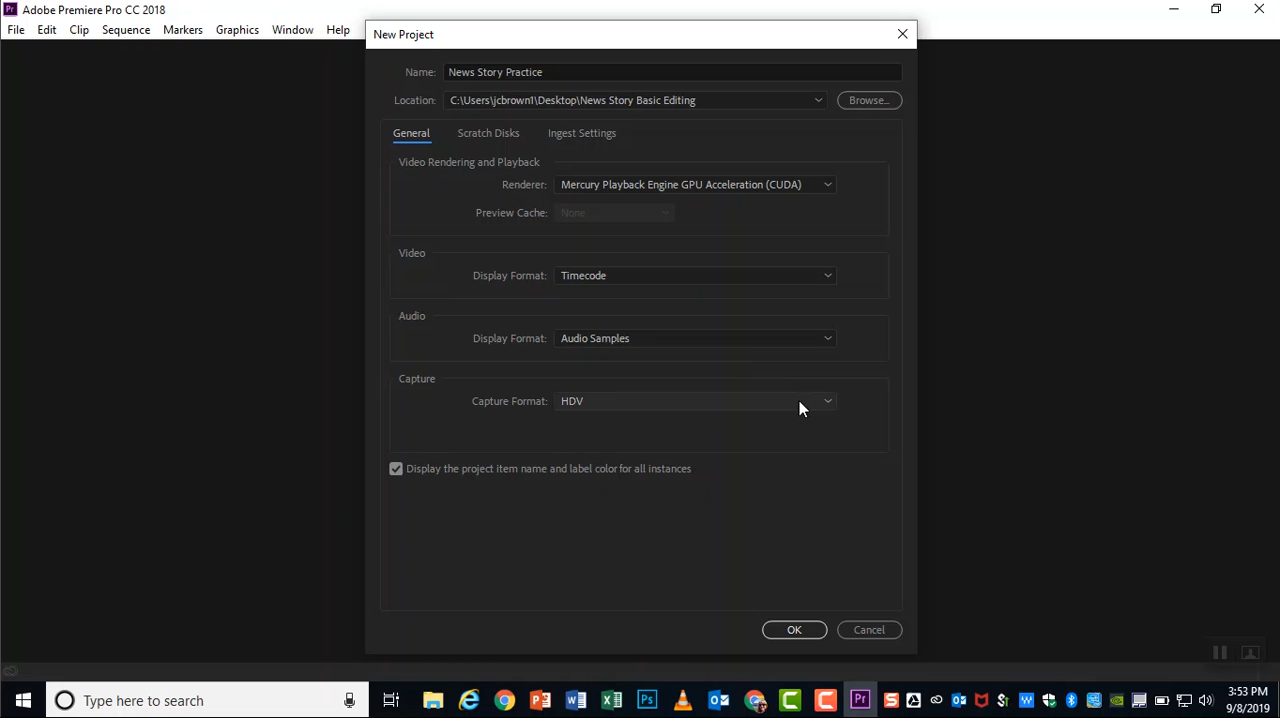 Pr Adobe Premiere Pro CC 2018
File Edit Clip Sequence Markers Graphics Window Help
New Project
Name: News Story Practice
Location: C:\Users\jcbrown1\Desktop\News Story Basic Editing Browse...
General Scratch Disks Ingest Settings
Video Rendering and Playback
Renderer: Mercury Playback Engine GPU Acceleration (CUDA)
Preview Cache: None
Video
Display Format: Timecode
Audio
Display Format: Audio Samples
Capture
Capture Format: HDV
Display the project item name and label color for all instances
OK Cancel
Type here to search
3:53 PM
9/8/2019